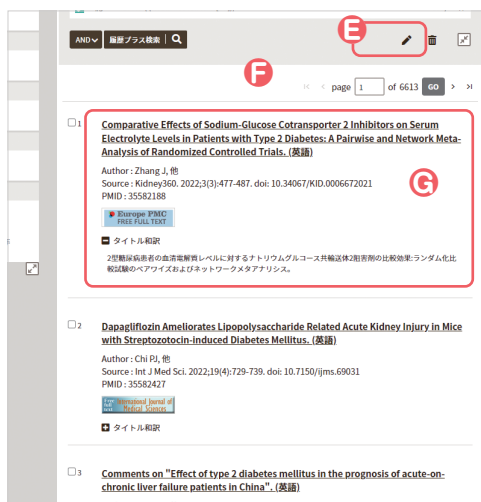 E
AND 履歴プラス検索
F
page 1 of 6613 GO
1 Comparative Effects of Sodium-Glucose Cotransporter 2 Inhibitors on Serum
Electrolyte Levels in Patients with Type 2 Diabetes: A Pairwise and Network Meta-
Analysis of Randomized Controlled Trials. (英語)
G
Author : Zhang J, 他
Source : Kidney360. 2022;3(3):477-487. doi: 10.34067/KID.0006672021
PMID : 35582188
Europe PMC
FREE FULL TEXT
タイトル和訳
2型糖尿病患者の血清電解質レベルに対するナトリウムグルコース共輸送体2阻害剤の比較効果:ランダム化比
較試験のペアワイズおよびネットワークメタアナリシス。
2 Dapagliflozin Ameliorates Lipopolysaccharide Related Acute Kidney Injury in Mice
with Streptozotocin-induced Diabetes Mellitus. (英語)
Author : Chi PJ, 他
Source : Int J Med Sci. 2022;19(4):729-739. doi: 10.7150/ijms.69031
PMID : 35582427
Free full text International Journal of
Medical Sciences
タイトル和訳
3 Comments on "Effect of type 2 diabetes mellitus in the prognosis of acute-on-
chronic liver failure patients in China". (英語)